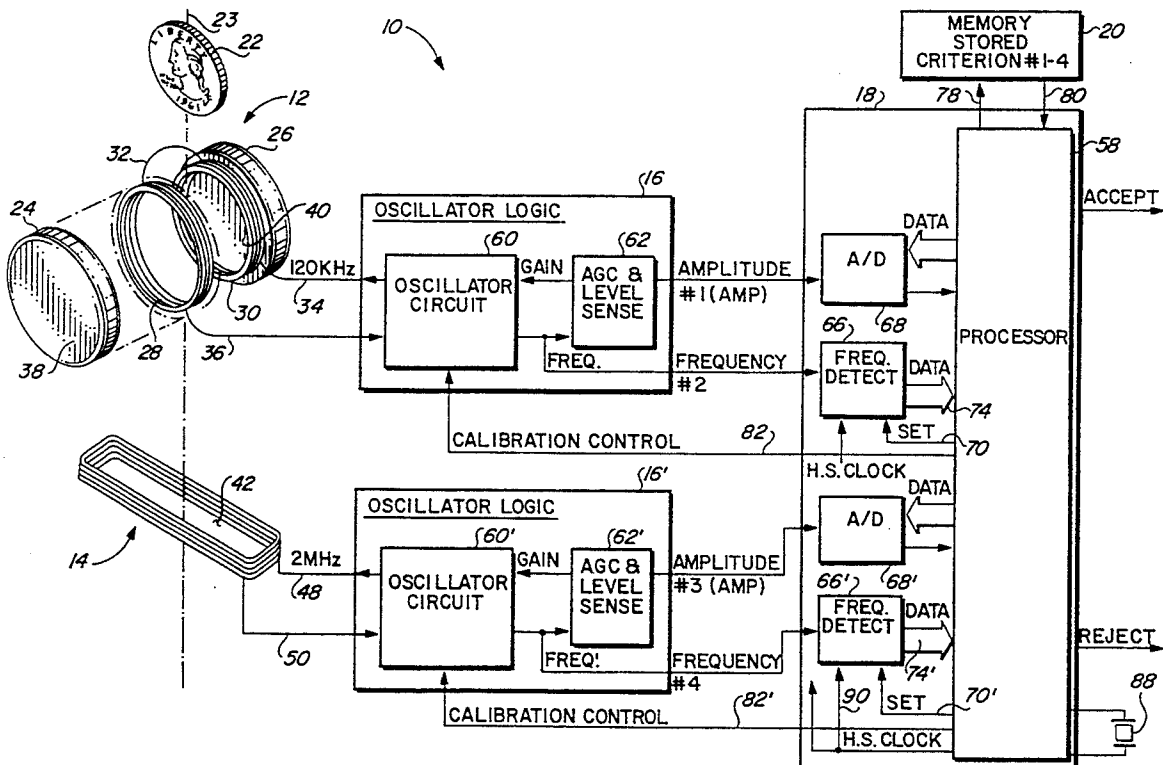 23
22
LIBERTY
1961
10
MEMORY
STORED
CRITERION #1-4
20
12
26
32
24
40
38
28
30
34
36
120KHz
16
OSCILLATOR LOGIC
60
62
OSCILLATOR
CIRCUIT
GAIN
AGC &
LEVEL
SENSE
AMPLITUDE
#1 (AMP)
FREQ.
FREQUENCY
#2
CALIBRATION CONTROL
82
18
78
80
58
A/D
68
DATA
66
FREQ.
DETECT
DATA
74
SET
70
H.S. CLOCK
PROCESSOR
ACCEPT
42
14
2MHz
48
50
16'
OSCILLATOR LOGIC
60'
62'
OSCILLATOR
CIRCUIT
GAIN
AGC &
LEVEL
SENSE
AMPLITUDE
#3 (AMP)
FREQ.'
FREQUENCY
#4
CALIBRATION CONTROL
82'
A/D
68'
DATA
66'
FREQ.
DETECT
DATA
74'
90
SET
70'
H.S. CLOCK
REJECT
88